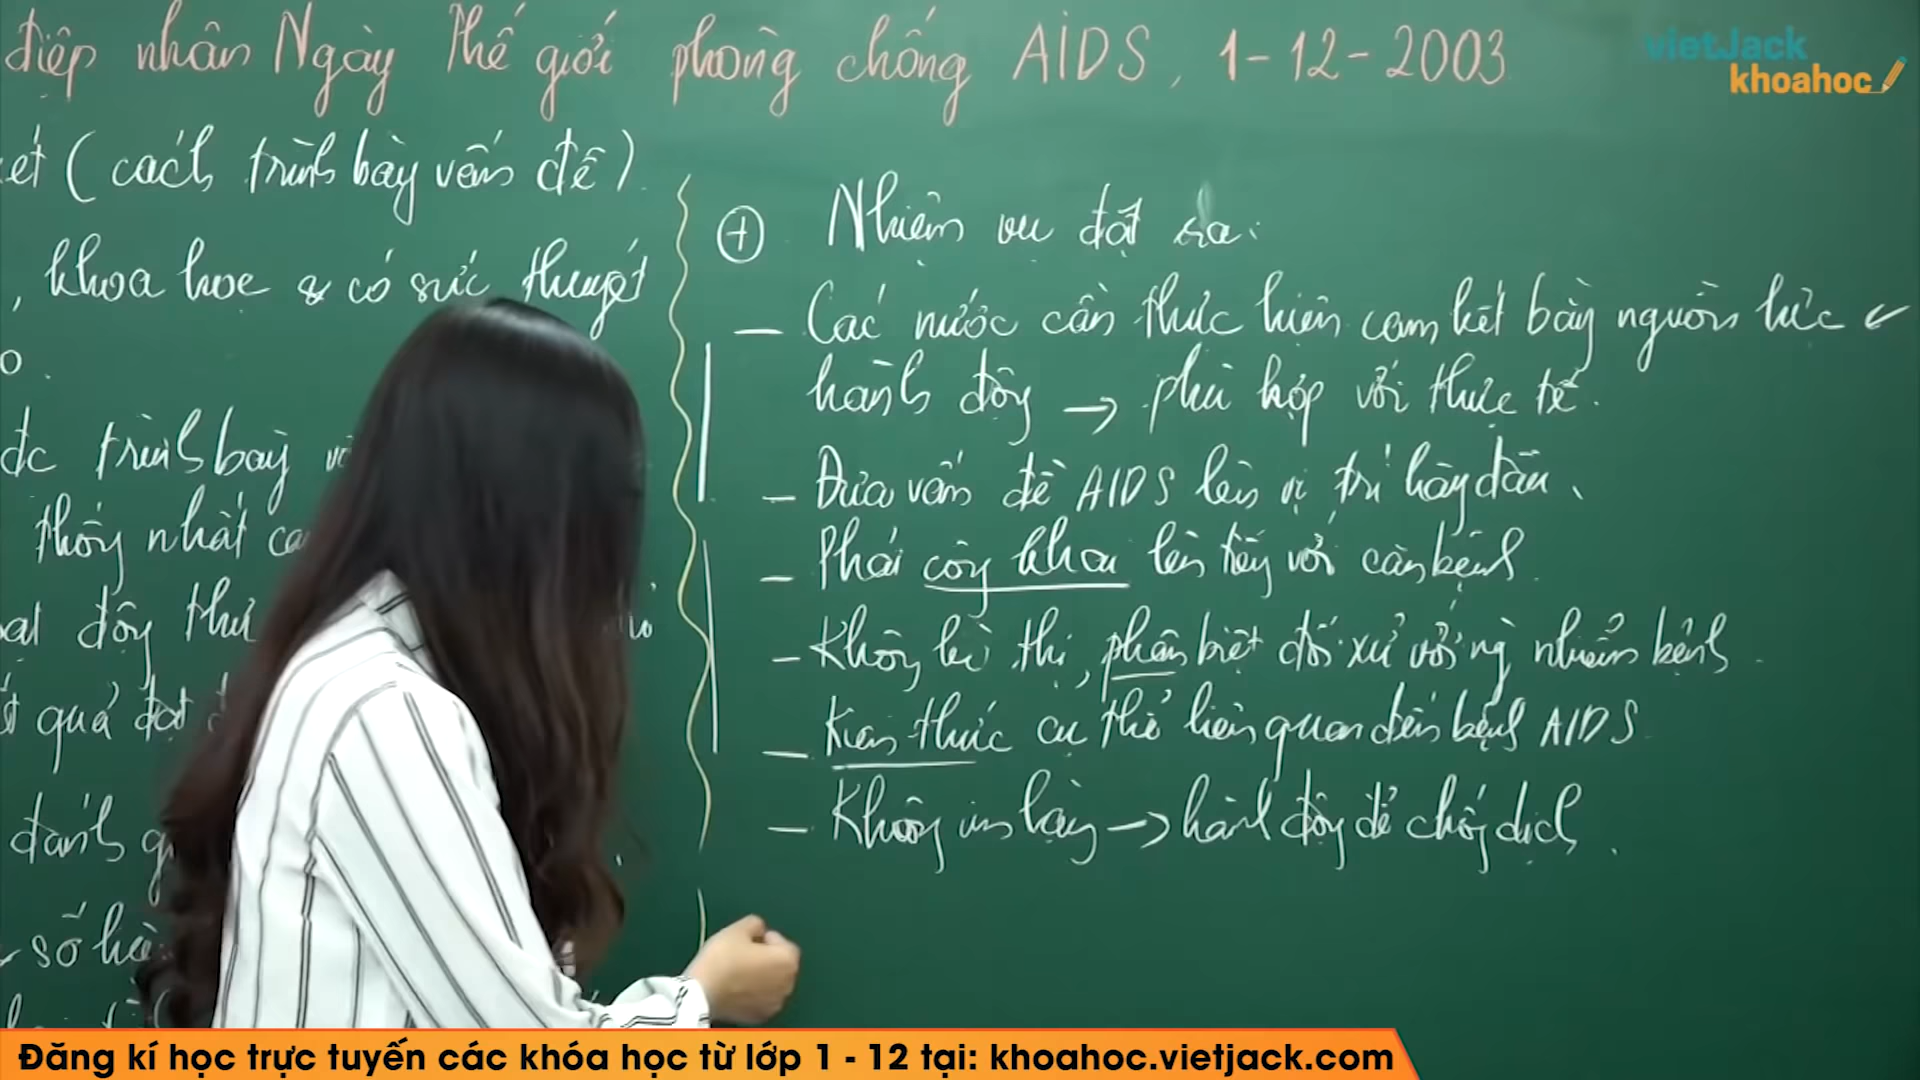 điệp nhân Ngày Thế giới phòng chống AIDS, 1-12-2003
vietJack
khoahoc
ết (cách trình bày vấn đề).
, khoa học & có sức thuyết
o.
đc trình bày
thống nhất
động thư
quả đạt
đánh g
số hà
+ Nhiệm vụ đặt ra:
- Các nước cần thực hiện cam kết bằng nguồn lực &
hành động → phù hợp với thực tế.
- Đưa vấn đề AIDS lên vị trí hàng đầu.
- Phải công khai lên tiếng với căn bệnh.
- Không kì thị, phân biệt đối xử với ng nhiễm bệnh.
- Kiến thức cụ thể liên quan đến bệnh AIDS
- Không im lặng → hành động để chống dịch.
Đăng kí học trực tuyến các khóa học từ lớp 1 - 12 tại: khoahoc.vietjack.com